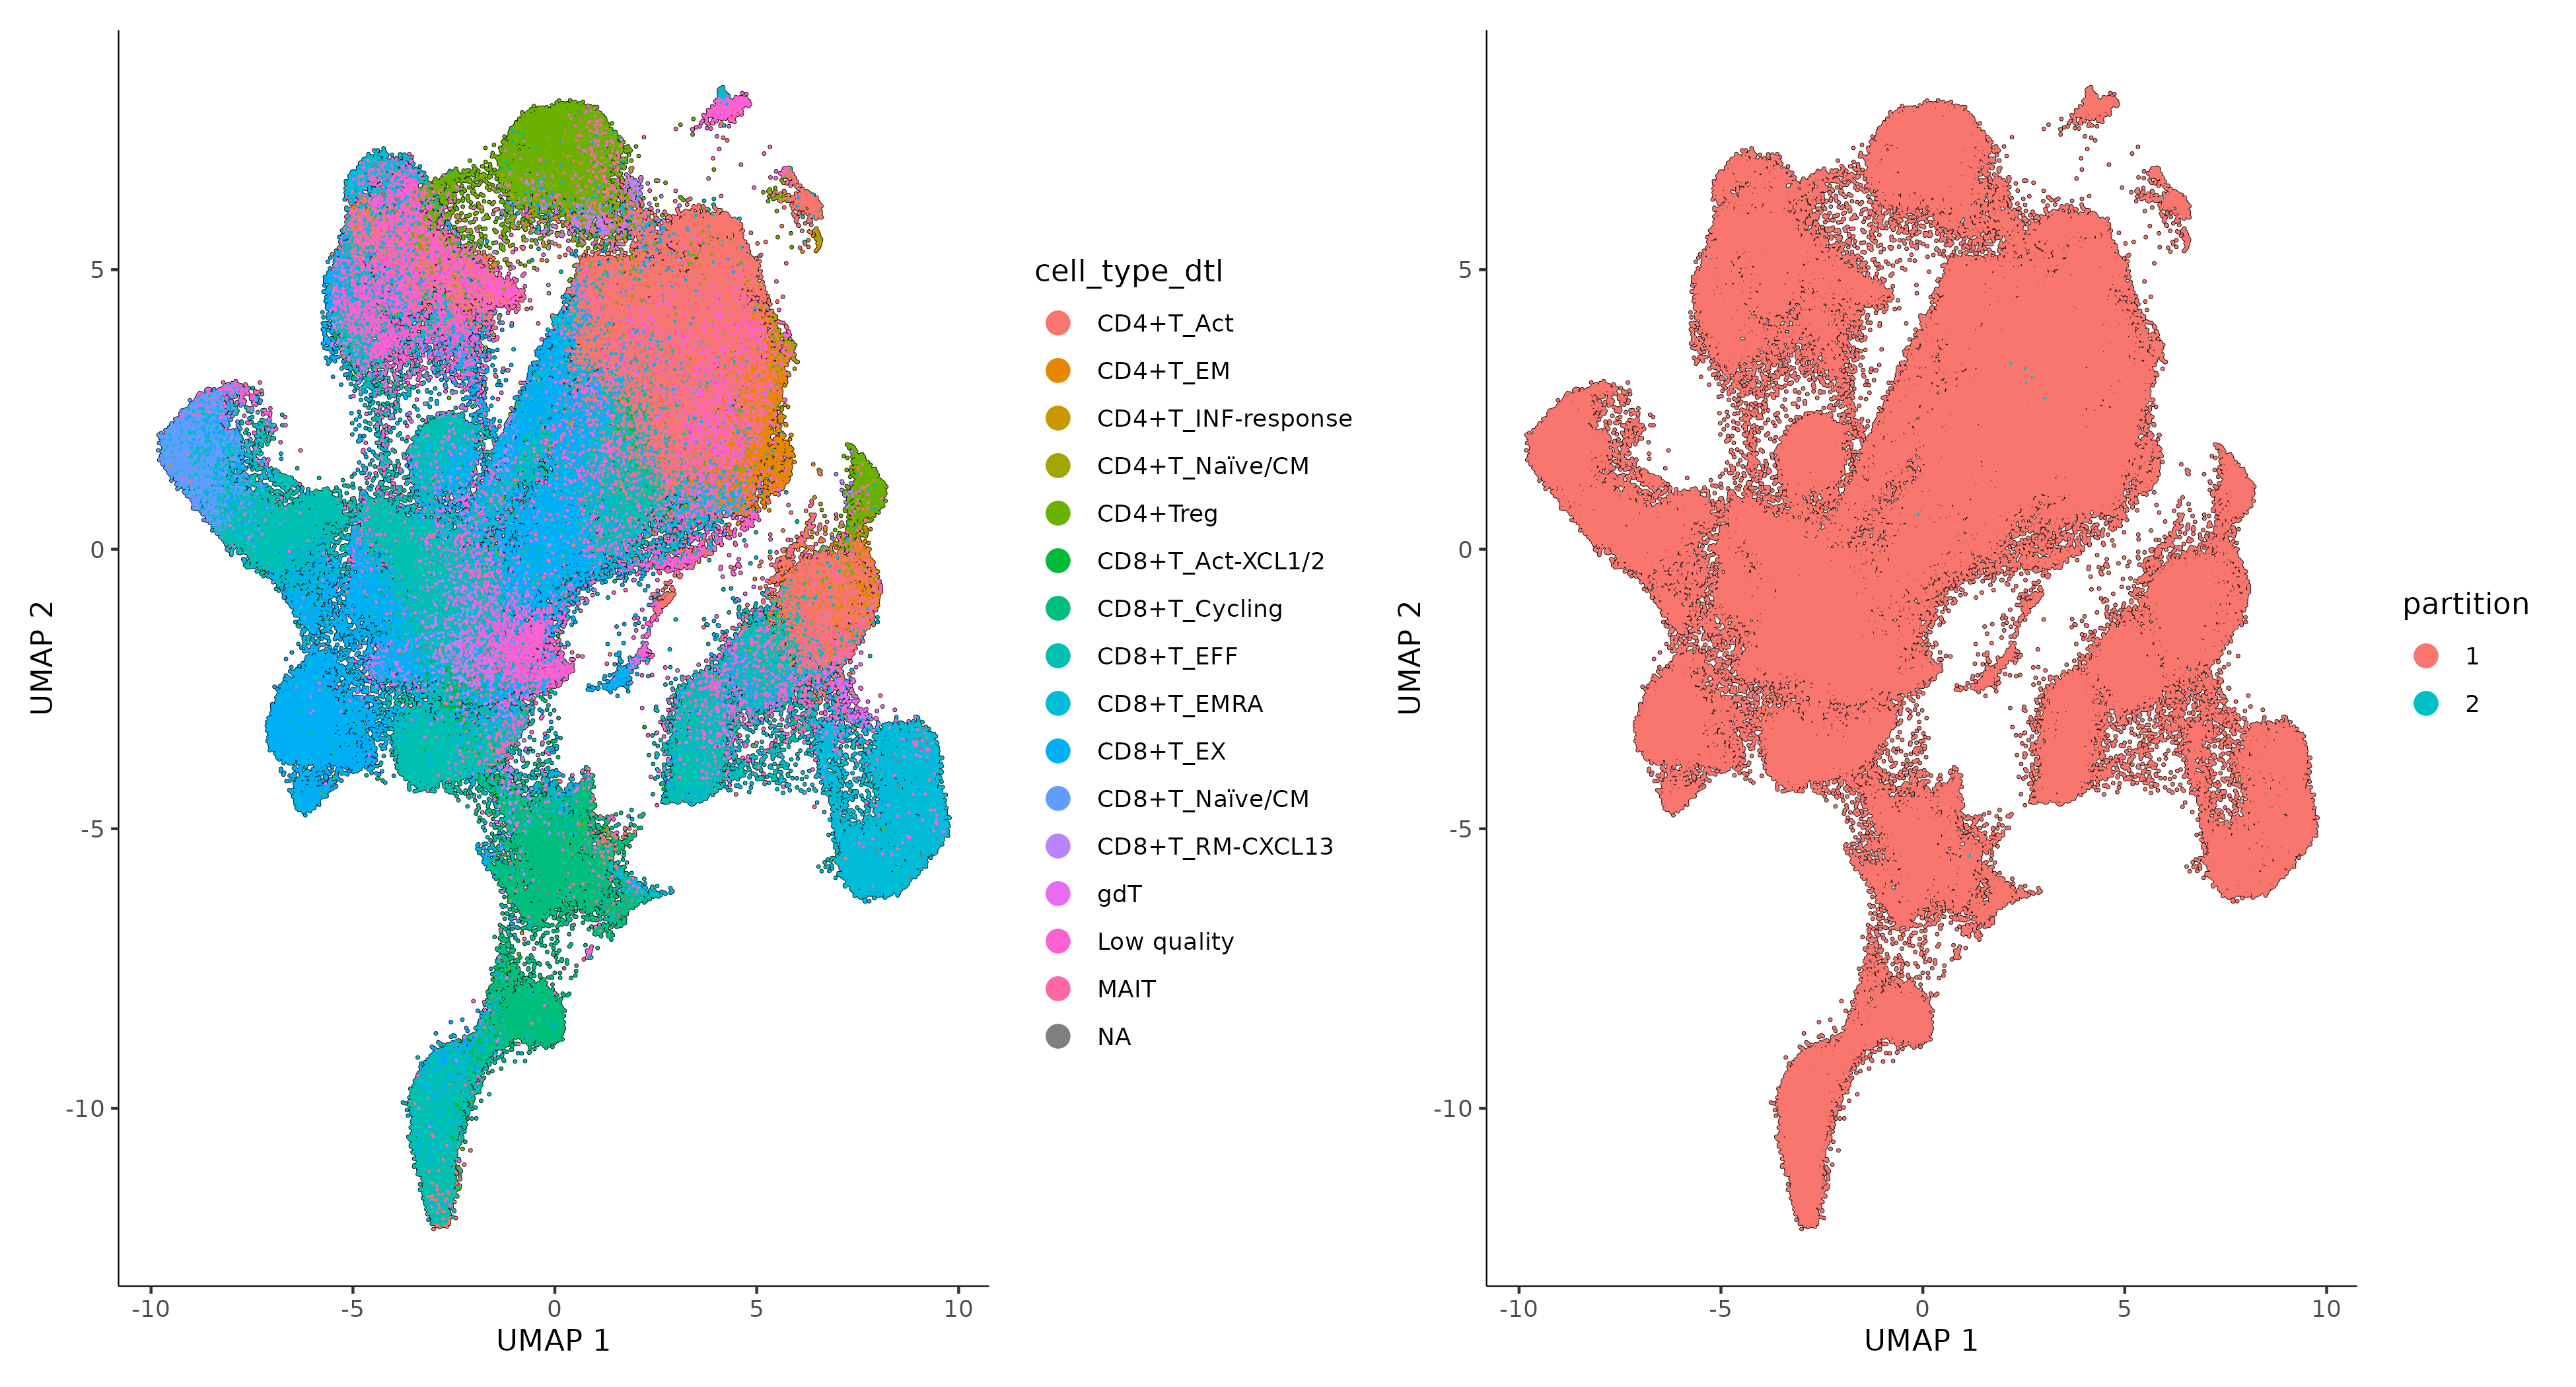 UMAP 2
5
0
-5
-10
-10
-5
0
5
10
UMAP 1
cell_type_dtl
CD4+T_Act
CD4+T_EM
CD4+T_INF-response
CD4+T_Naïve/CM
CD4+Treg
CD8+T_Act-XCL1/2
CD8+T_Cycling
CD8+T_EFF
CD8+T_EMRA
CD8+T_EX
CD8+T_Naïve/CM
CD8+T_RM-CXCL13
gdT
Low quality
MAIT
NA
UMAP 2
5
0
-5
-10
-10
-5
0
5
10
UMAP 1
partition
1
2